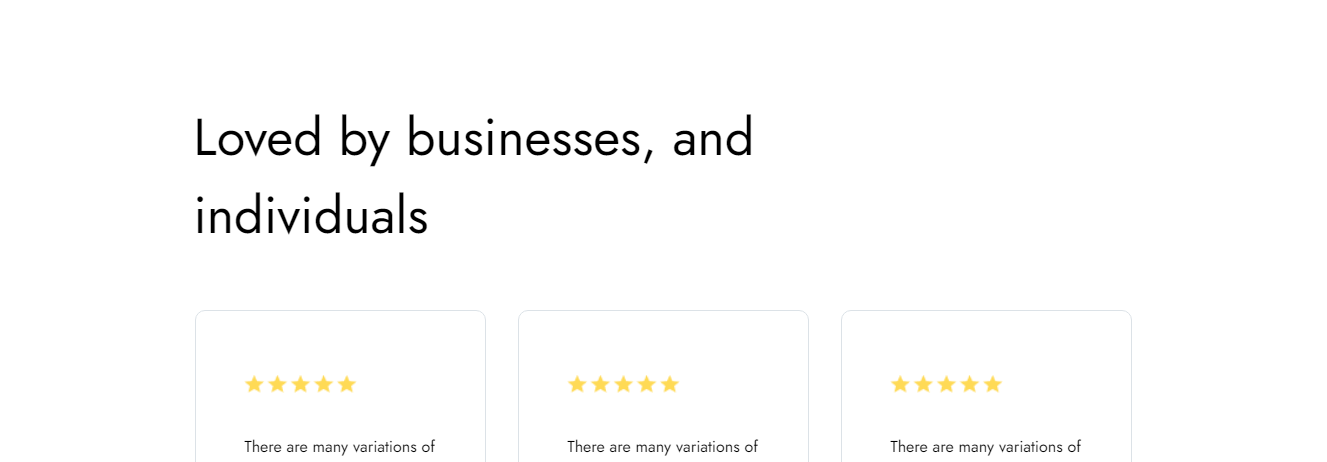 Loved by businesses, and
individuals
There are many variations of
There are many variations of
There are many variations of